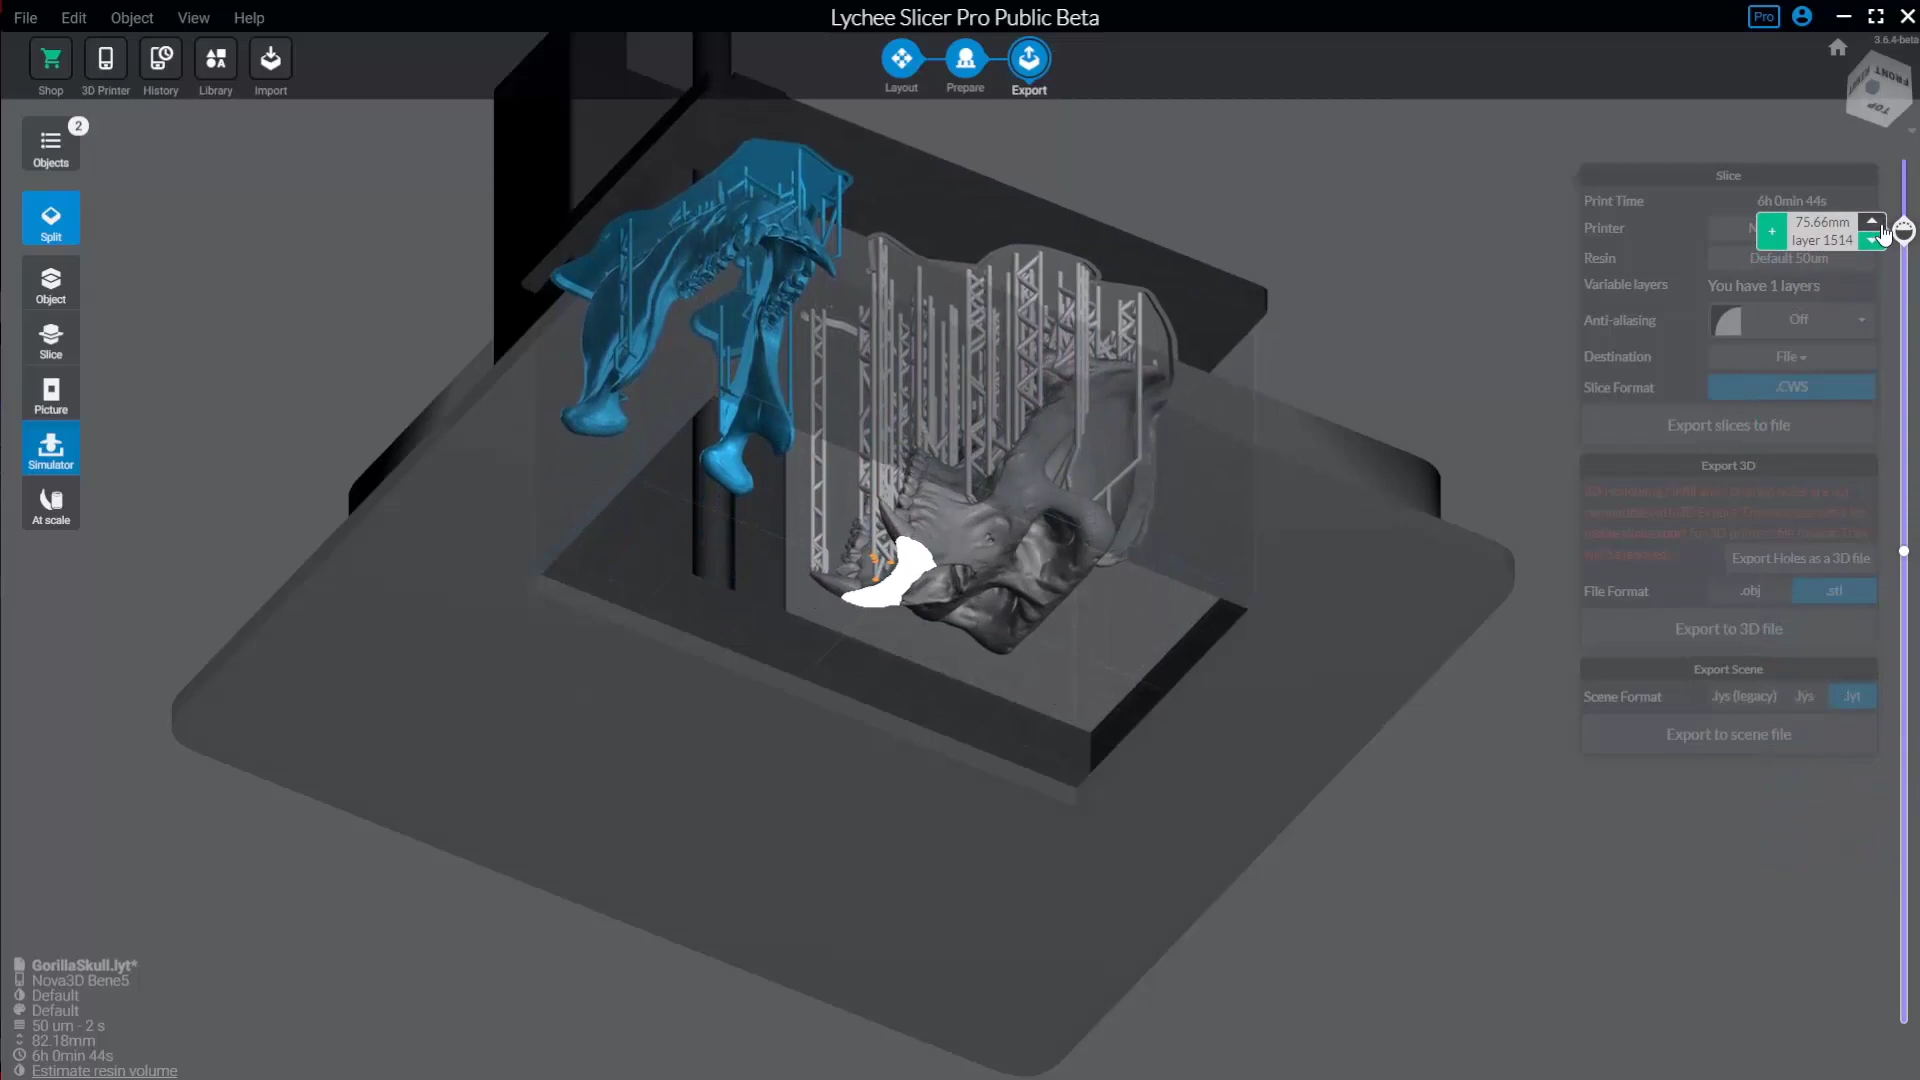 File Edit Object View Help
Lychee Slicer Pro Public Beta
Pro
3.6.4-beta
Shop 3D Printer History Library Import
Layout Prepare Export
FRONT
TOP
2
Objects
Split
Object
Slice
Picture
Simulator
At scale
Slice
Print Time 6h 0min 44s
Printer N
75.66mm
layer 1514
Resin Default 50um
Variable layers You have 1 layers
Anti-aliasing Off
Destination File
Slice Format .CWS
Export slices to file
Export 3D
Export Holes as a 3D file
File Format .obj .stl
Export to 3D file
Export Scene
Scene Format .lys (legacy) .lys .lyt
Export to scene file
GorillaSkull.lyt*
Nova3D Bene5
Default
Default
50 um - 2 s
82.18mm
6h 0min 44s
Estimate resin volume